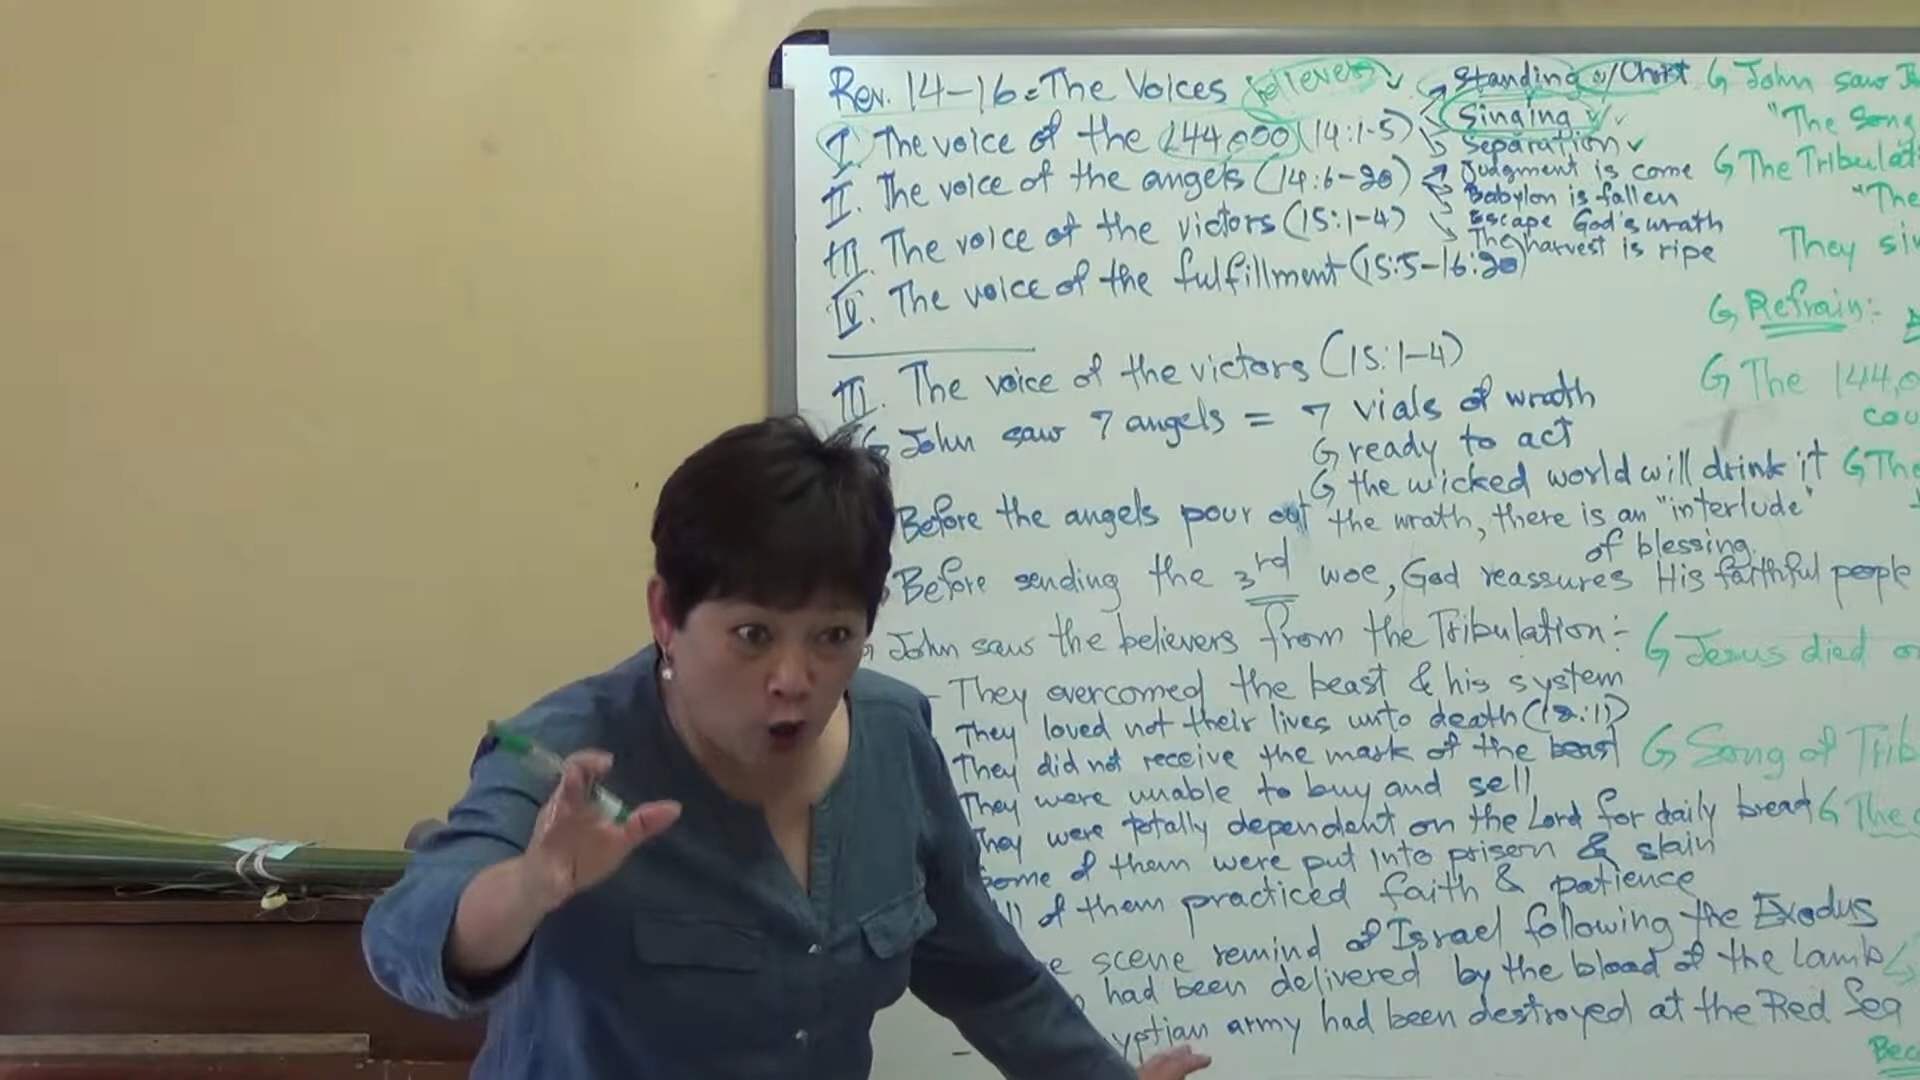 Rev. 14-16 = The Voices believers
Standing w/ Christ
Singing
Separation
I. The voice of the 144,000 (14:1-5)
II. The voice of the angels (14:6-20)
Judgment is come
Babylon is fallen
Escape God's wrath
The harvest is ripe
III. The voice of the victors (15:1-4)
IV. The voice of the fulfillment (15:5-16:20)
III. The voice of the victors (15:1-4)
John saw 7 angels = 7 vials of wrath
ready to act
the wicked world will drink it
Before the angels pour out the wrath, there is an "interlude"
of blessing.
Before sending the 3rd woe, God reassures His faithful people
John saw the believers from the Tribulation:-
- They overcomed the beast & his system
They loved not their lives unto death (12:11)
They did not receive the mark of the beast
They were unable to buy and sell
They were totally dependent on the Lord for daily bread
Some of them were put into prison & slain
of them practiced faith & patience
scene remind of Israel following the Exodus
had been delivered by the blood of the lamb
army had been destroyed at the Red Sea
John saw
"The Song
The
"The
They
Refrain:-
The
The
Jesus died
Song of
The